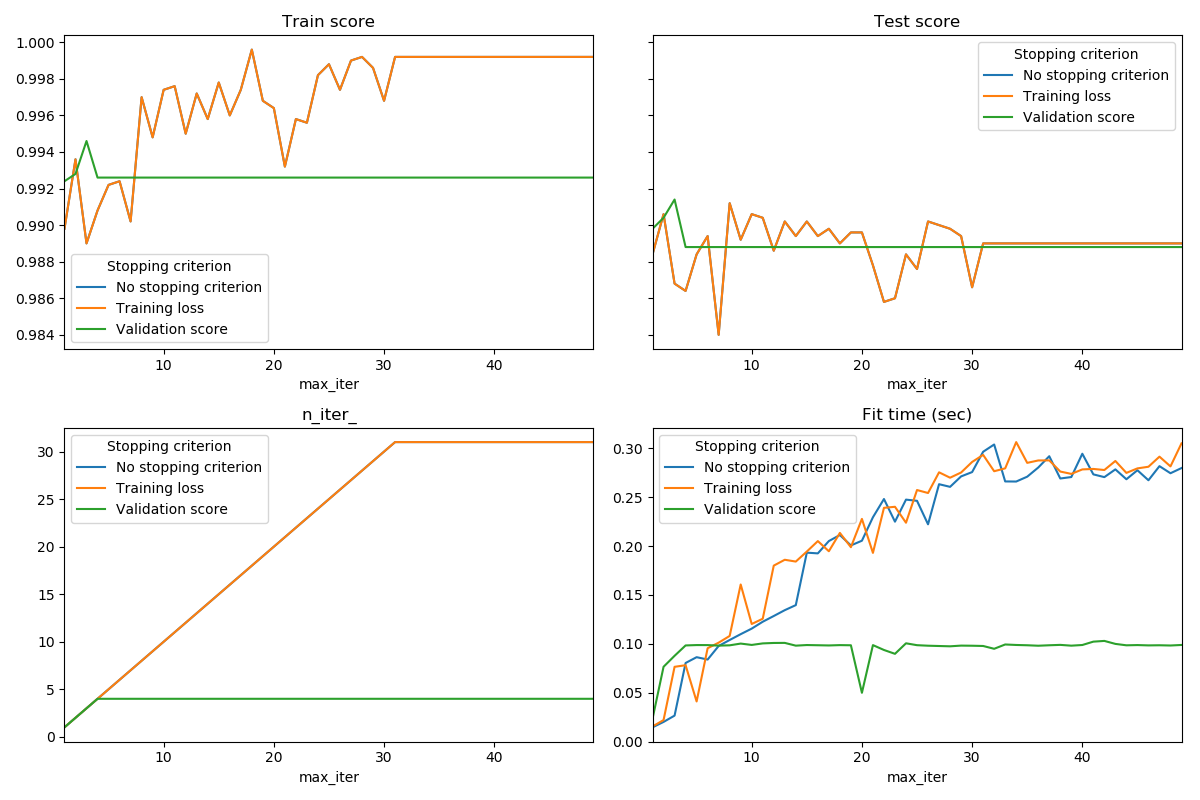 Train score
1.000
0.998
0.996
0.994
0.992
0.990
0.988
0.986
0.984
Stopping criterion
No stopping criterion
Training loss
Validation score
10 20 30 40
max_iter
Test score
Stopping criterion
No stopping criterion
Training loss
Validation score
10 20 30 40
max_iter
n_iter_
30
25
20
15
10
5
0
Stopping criterion
No stopping criterion
Training loss
Validation score
10 20 30 40
max_iter
Fit time (sec)
0.30
0.25
0.20
0.15
0.10
0.05
0.00
Stopping criterion
No stopping criterion
Training loss
Validation score
10 20 30 40
max_iter